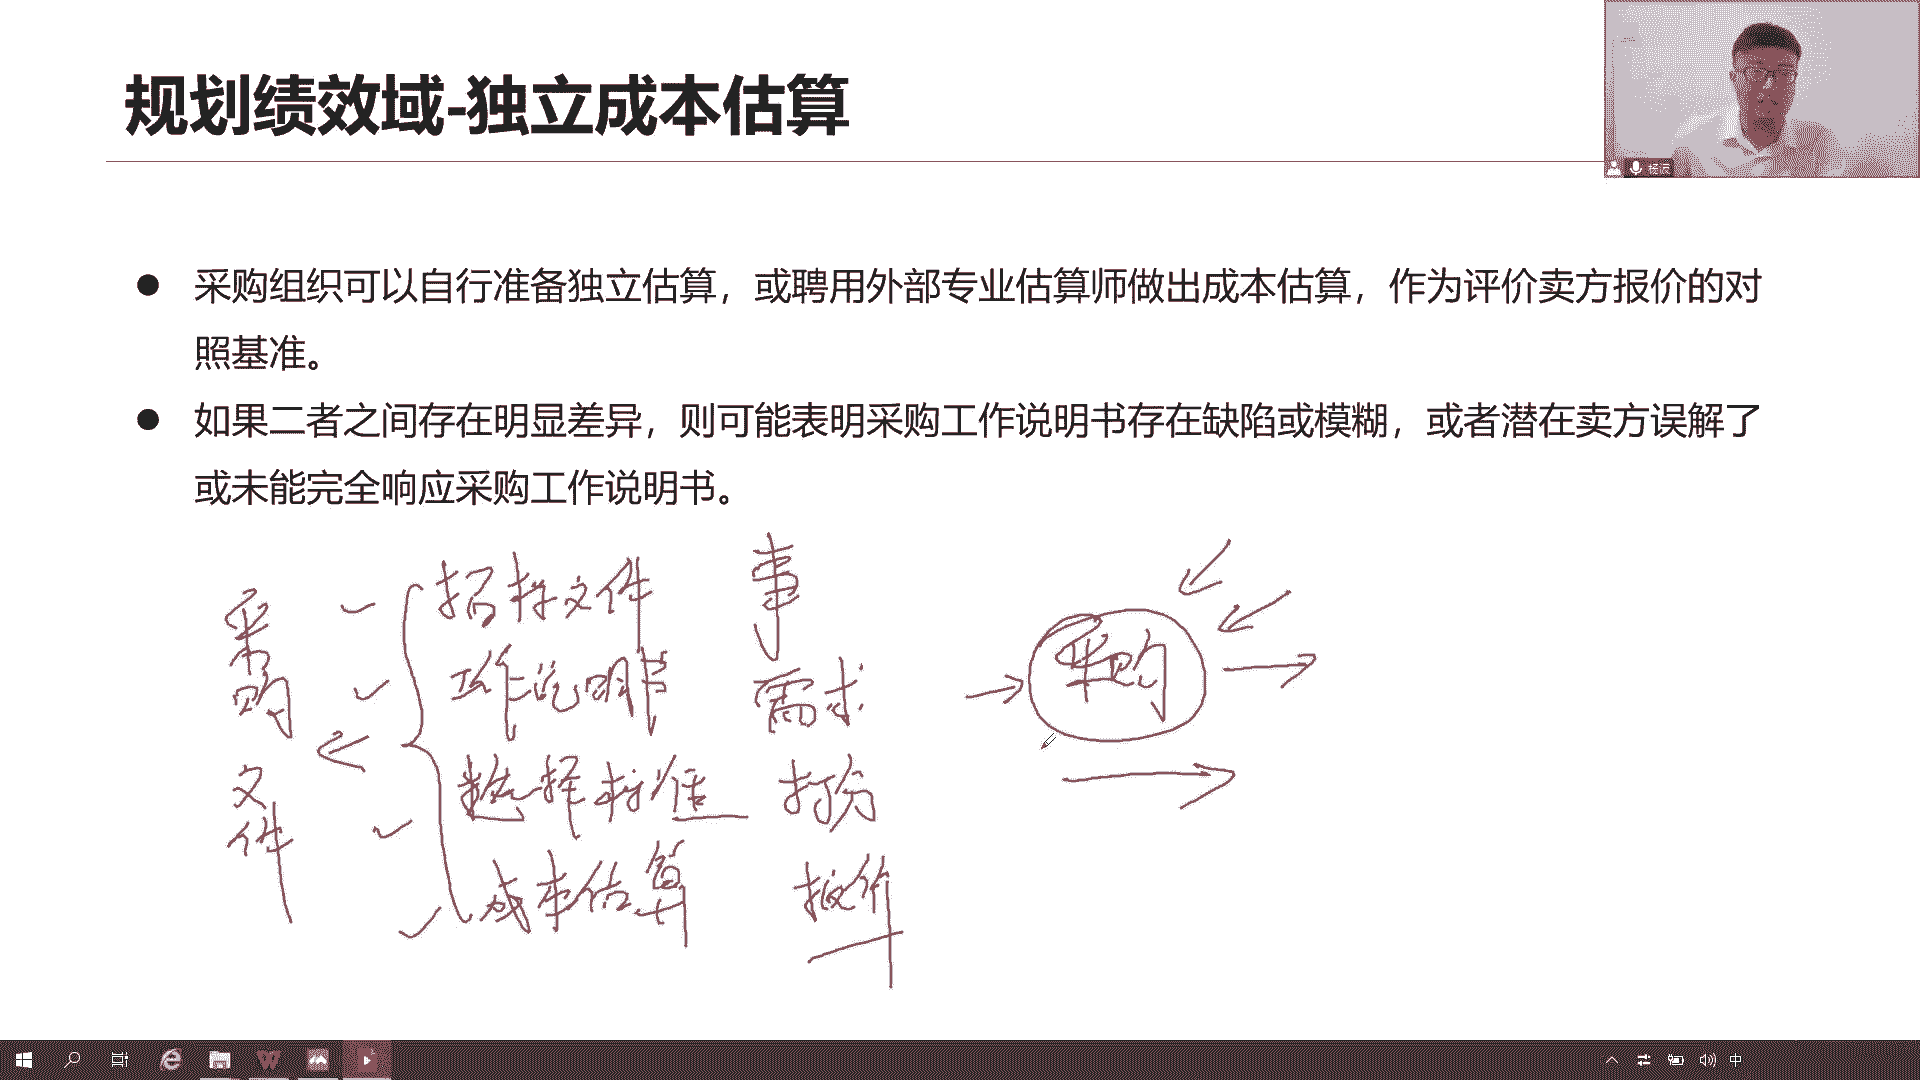 规划绩效域-独立成本估算
杨沅
采购组织可以自行准备独立估算，或聘用外部专业估算师做出成本估算，作为评价卖方报价的对
照基准。
如果二者之间存在明显差异，则可能表明采购工作说明书存在缺陷或模糊，或者潜在卖方误解了
或未能完全响应采购工作说明书。
采购文件
招标文件 事
工作说明书 需求
选择标准 打分
成本估算 报价
采购
中